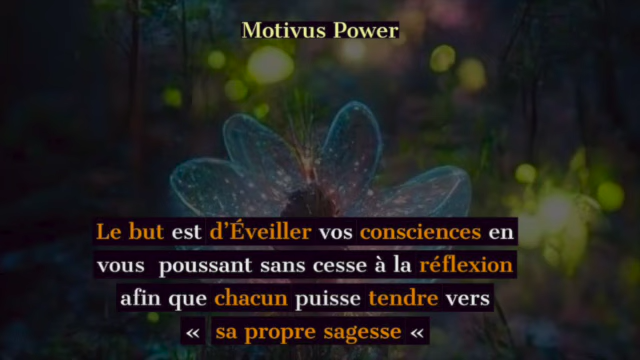 Motivus Power
Le but est d’Éveiller vos consciences en
vous poussant sans cesse à la réflexion
afin que chacun puisse tendre vers
« sa propre sagesse «